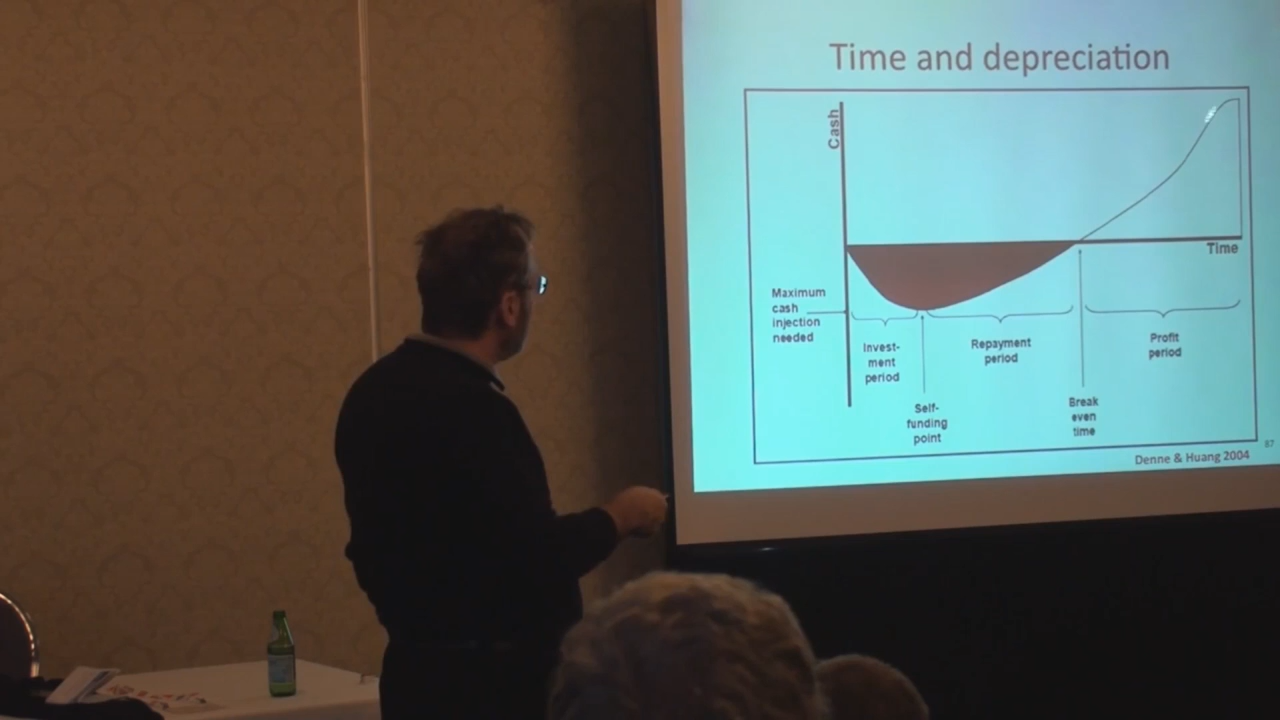 Time and depreciation
Cash
Time
Maximum
cash
injection
needed
Invest-
ment
period
Repayment
period
Profit
period
Self-
funding
point
Break
even
time
Denne & Huang 2004
87